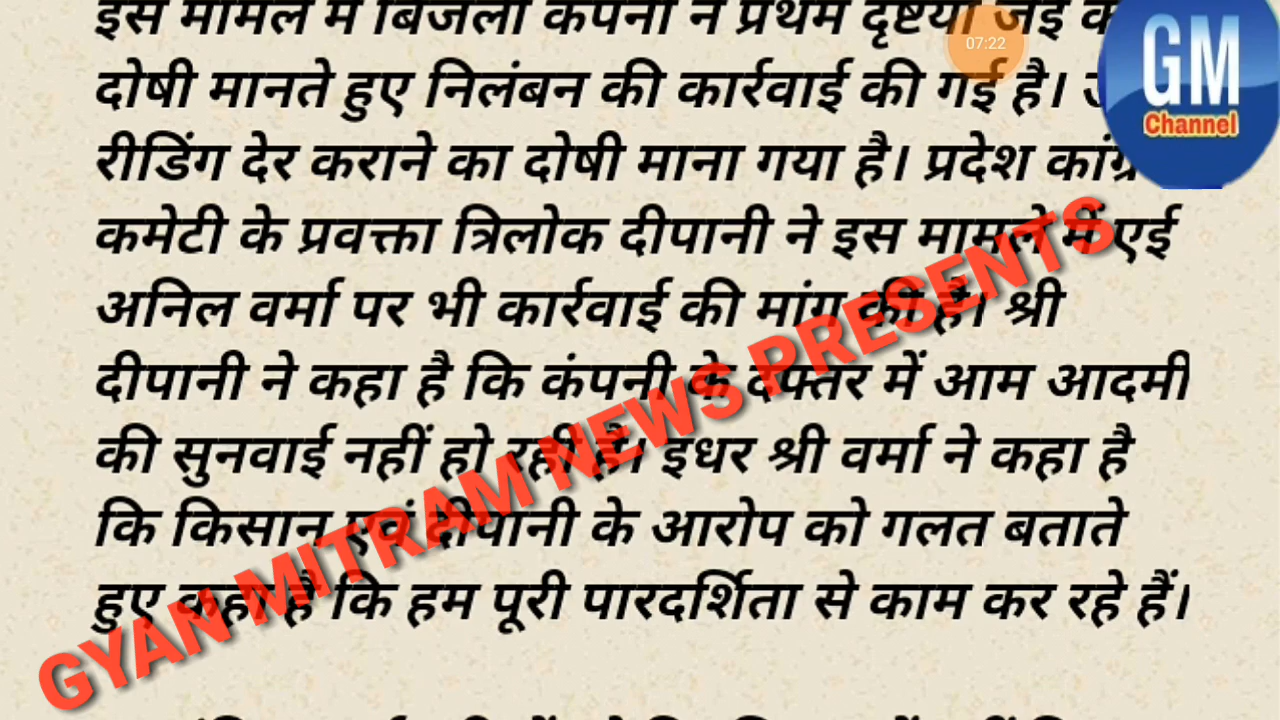 इस मामले में बिजली कंपनी ने प्रथम दृष्टया जेई
07:22
GM
Channel
दोषी मानते हुए निलंबन की कार्रवाई की गई है।
रीडिंग देर कराने का दोषी माना गया है। प्रदेश
कमेटी के प्रवक्ता त्रिलोक दीपानी ने इस मामले में एई
अनिल वर्मा पर भी कार्रवाई की मांग की है। श्री
दीपानी ने कहा है कि कंपनी के दफ्तर में आम आदमी
की सुनवाई नहीं हो रही है। इधर श्री वर्मा ने कहा है
कि किसान एवं दीपानी के आरोप को गलत बताते
हुए कहा है कि हम पूरी पारदर्शिता से काम कर रहे हैं।
GYAN MITRAM NEWS PRESENTS